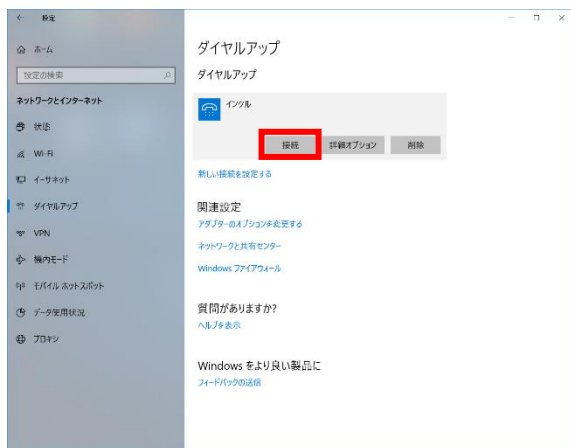 設定
ホーム
設定の検索
ネットワークとインターネット
状態
Wi-Fi
イーサネット
ダイヤルアップ
VPN
機内モード
モバイル ホットスポット
データ使用状況
プロキシ
ダイヤルアップ
ダイヤルアップ
インツル
接続
詳細オプション
削除
新しい接続を設定する
関連設定
アダプターのオプションを変更する
ネットワークと共有センター
Windows ファイアウォール
質問がありますか?
ヘルプを表示
Windows をより良い製品に
フィードバックの送信